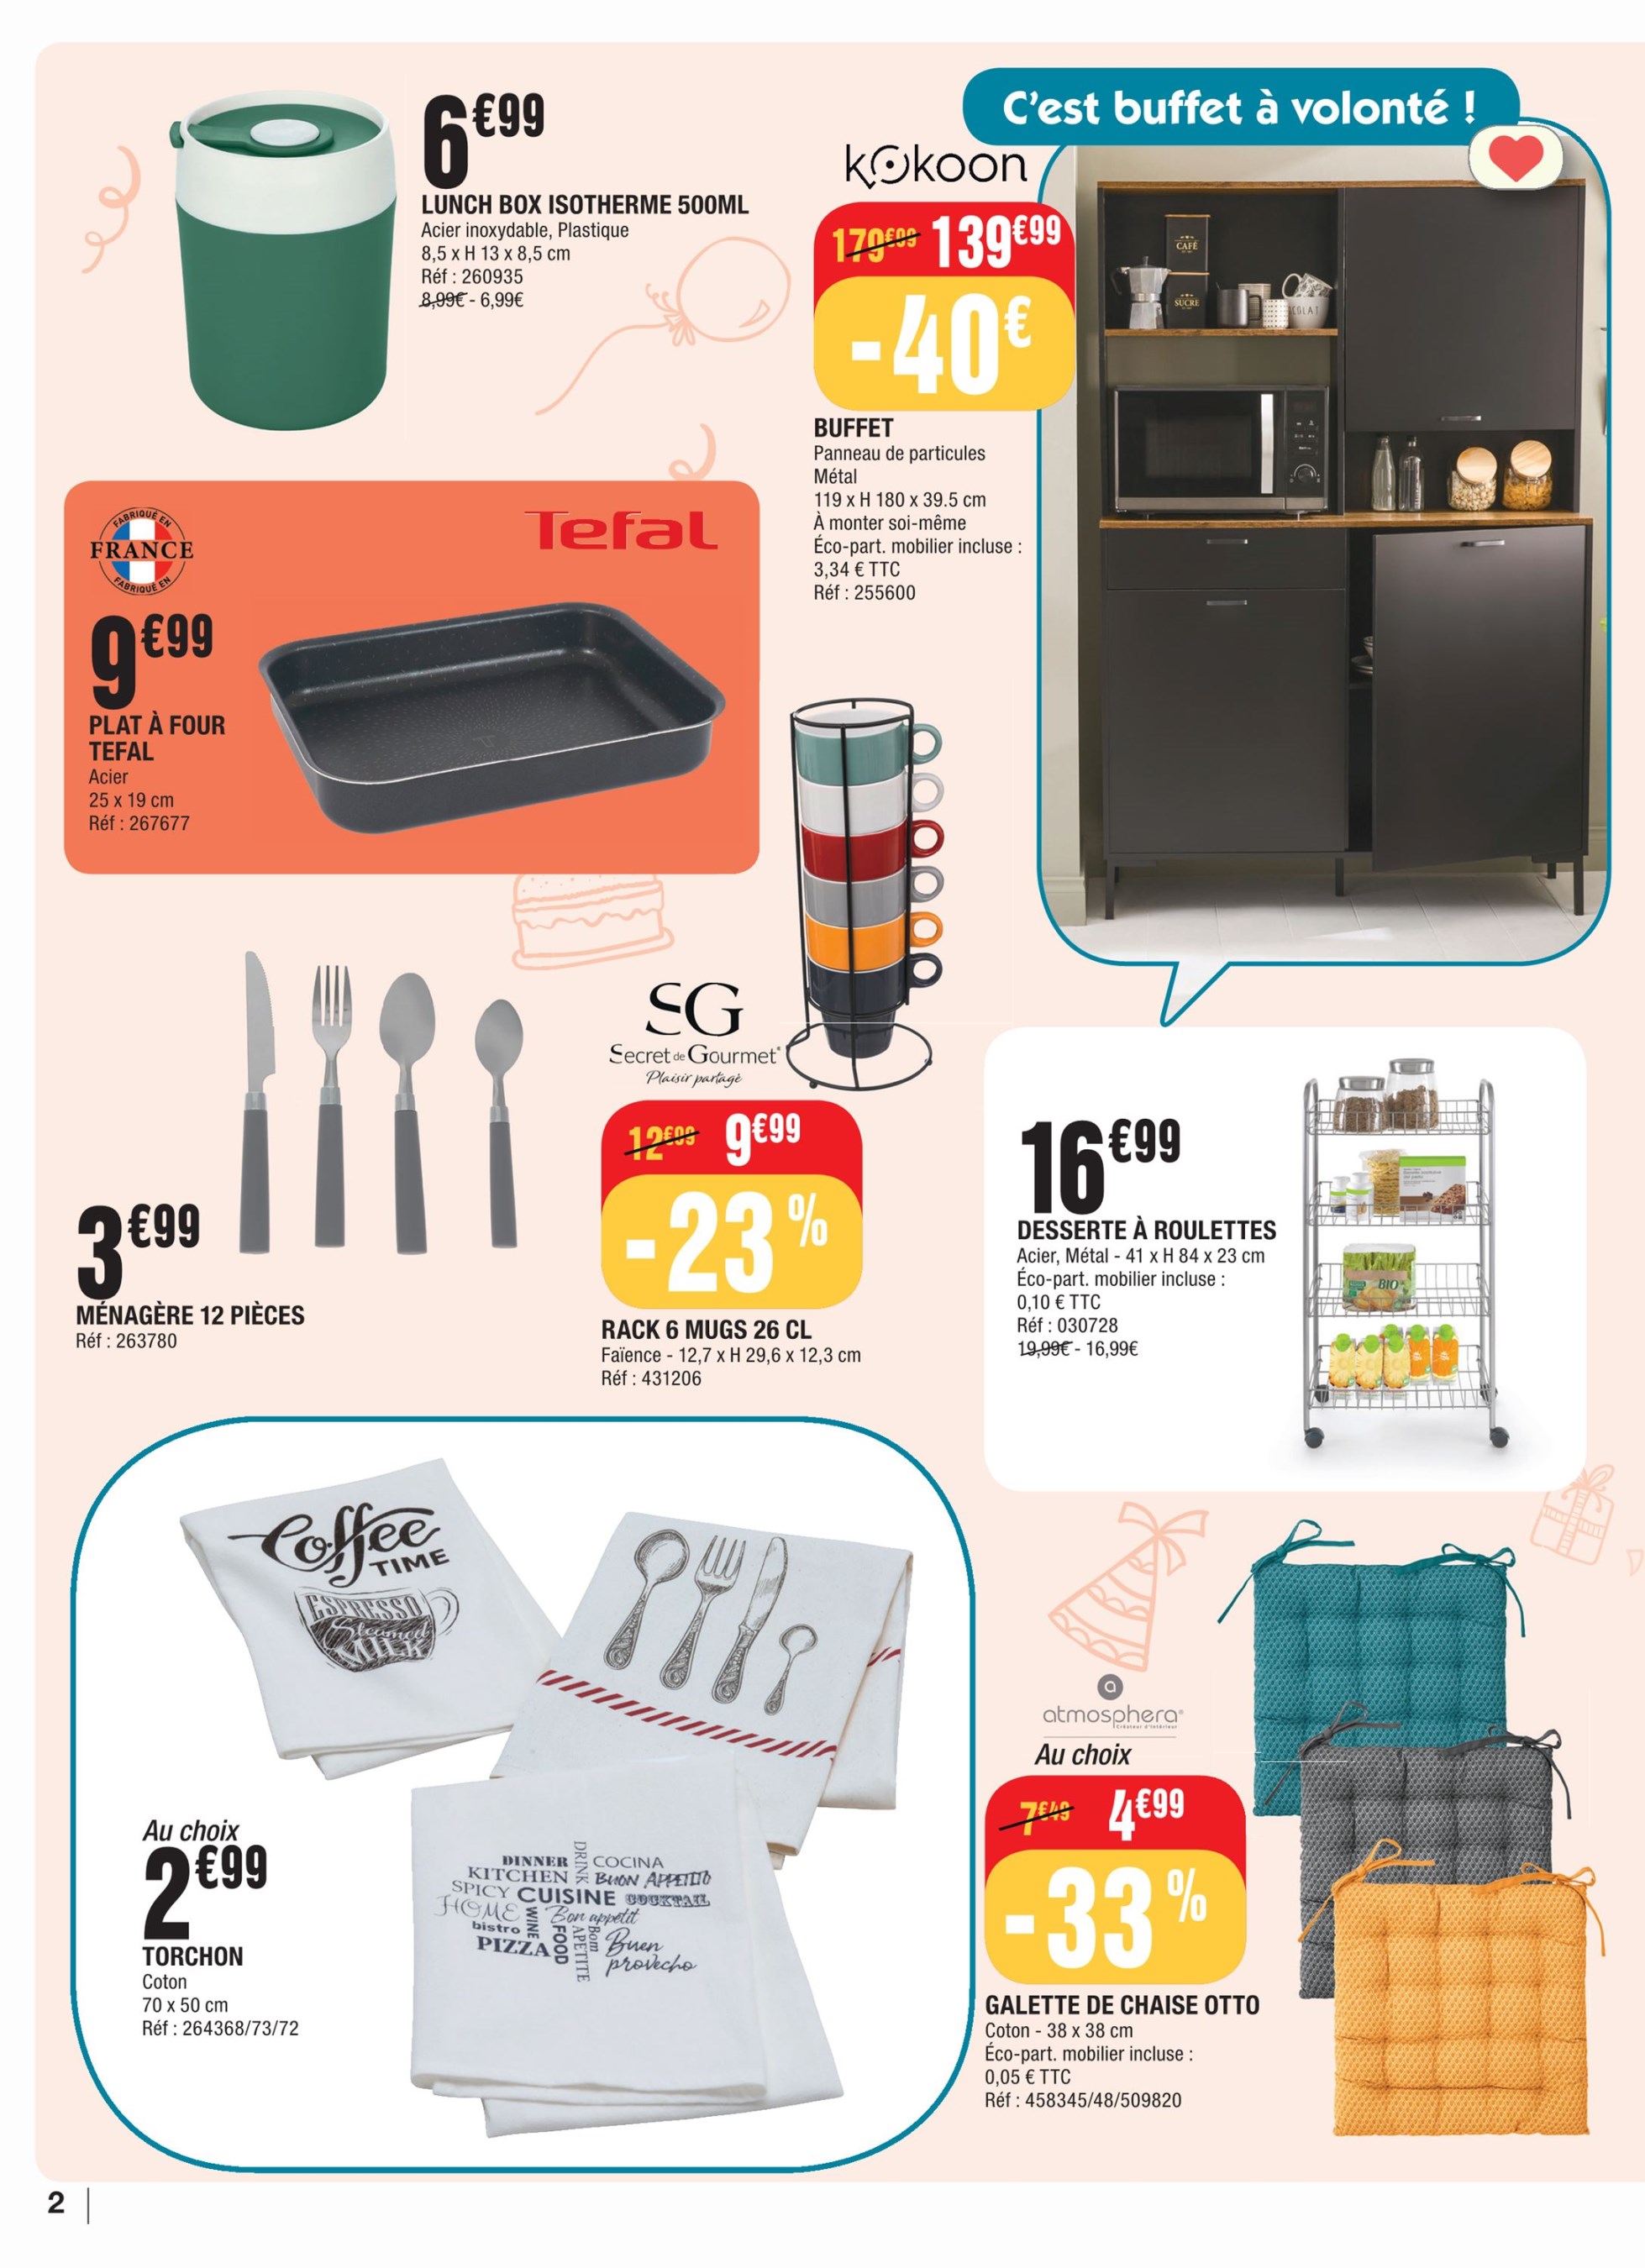 6€99
LUNCH BOX ISOTHERME 500ML
Acier inoxydable, Plastique
8,5 x H 13 x 8,5 cm
Réf : 260935
8,99€ - 6,99€
C'est buffet à volonté !
kokoon
179€99 139€99
-40€
BUFFET
Panneau de particules
Métal
119 x H 180 x 39.5 cm
À monter soi-même
Éco-part. mobilier incluse :
3,34 € TTC
Réf : 255600
CAFÉ
SUCRE
FABRIQUÉ EN
FRANCE
FABRIQUÉ EN
Tefal
9€99
PLAT À FOUR
TEFAL
Acier
25 x 19 cm
Réf : 267677
3€99
MÉNAGÈRE 12 PIÈCES
Réf : 263780
SG
Secret de Gourmet®
Plaisir partagé
12€99 9€99
-23%
RACK 6 MUGS 26 CL
Faïence - 12,7 x H 29,6 x 12,3 cm
Réf : 431206
16€99
DESSERTE À ROULETTES
Acier, Métal - 41 x H 84 x 23 cm
Éco-part. mobilier incluse :
0,10 € TTC
Réf : 030728
19,99€ - 16,99€
BIO
Coffee
TIME
ESPRESSO
Steamed
MILK
Au choix
2€99
TORCHON
Coton
70 x 50 cm
Réf : 264368/73/72
DINNER
DRINK
COCINA
KITCHEN
BUON APPETITO
SPICY CUISINE COCKTAIL
HOME
WINE
Bon appétit
bistro
FOOD
Bom
APETITE
Buen
PIZZA
provecho
a
atmosphera®
Créateur d'intérieur
Au choix
7€49 4€99
-33%
GALETTE DE CHAISE OTTO
Coton - 38 x 38 cm
Éco-part. mobilier incluse :
0,05 € TTC
Réf : 458345/48/509820
2